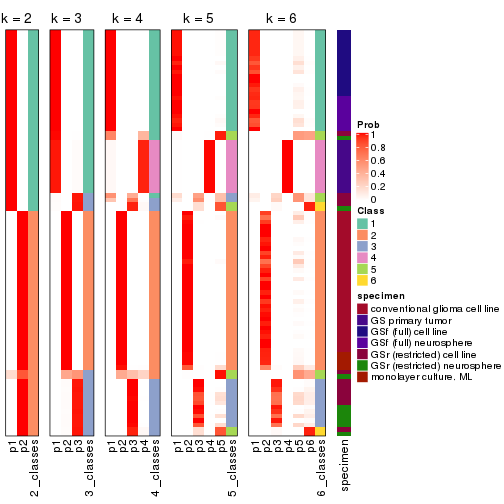 k = 2 k = 3 k = 4 k = 5 k = 6
Prob
1
0.8
0.6
0.4
0.2
0
Class
1
2
3
4
5
6
specimen
conventional glioma cell line
GS primary tumor
GSf (full) cell line
GSf (full) neurosphere
GSr (restricted) cell line
GSr (restricted) neurosphere
monolayer culture. ML
p1 p2 2_classes
p1 p2 p3 3_classes
p1 p2 p3 p4 4_classes
p1 p2 p3 p4 p5 5_classes
p1 p2 p3 p4 p5 p6 6_classes
specimen